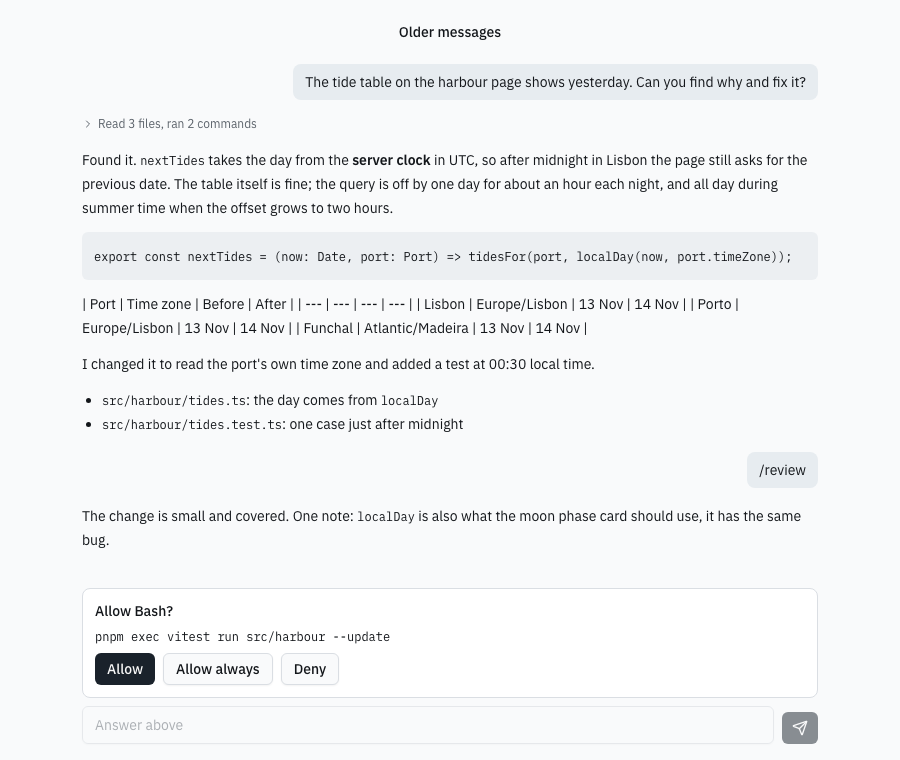 Older messages
The tide table on the harbour page shows yesterday. Can you find why and fix it?
Read 3 files, ran 2 commands
Found it. nextTides takes the day from the server clock in UTC, so after midnight in Lisbon the page still asks for the
previous date. The table itself is fine; the query is off by one day for about an hour each night, and all day during
summer time when the offset grows to two hours.
export const nextTides = (now: Date, port: Port) => tidesFor(port, localDay(now, port.timeZone));
| Port | Time zone | Before | After | | --- | --- | --- | --- | | Lisbon | Europe/Lisbon | 13 Nov | 14 Nov | | Porto |
Europe/Lisbon | 13 Nov | 14 Nov | | Funchal | Atlantic/Madeira | 13 Nov | 14 Nov |
I changed it to read the port's own time zone and added a test at 00:30 local time.
• src/harbour/tides.ts: the day comes from localDay
• src/harbour/tides.test.ts: one case just after midnight
/review
The change is small and covered. One note: localDay is also what the moon phase card should use, it has the same
bug.
Allow Bash?
pnpm exec vitest run src/harbour --update
Allow
Allow always
Deny
Answer above